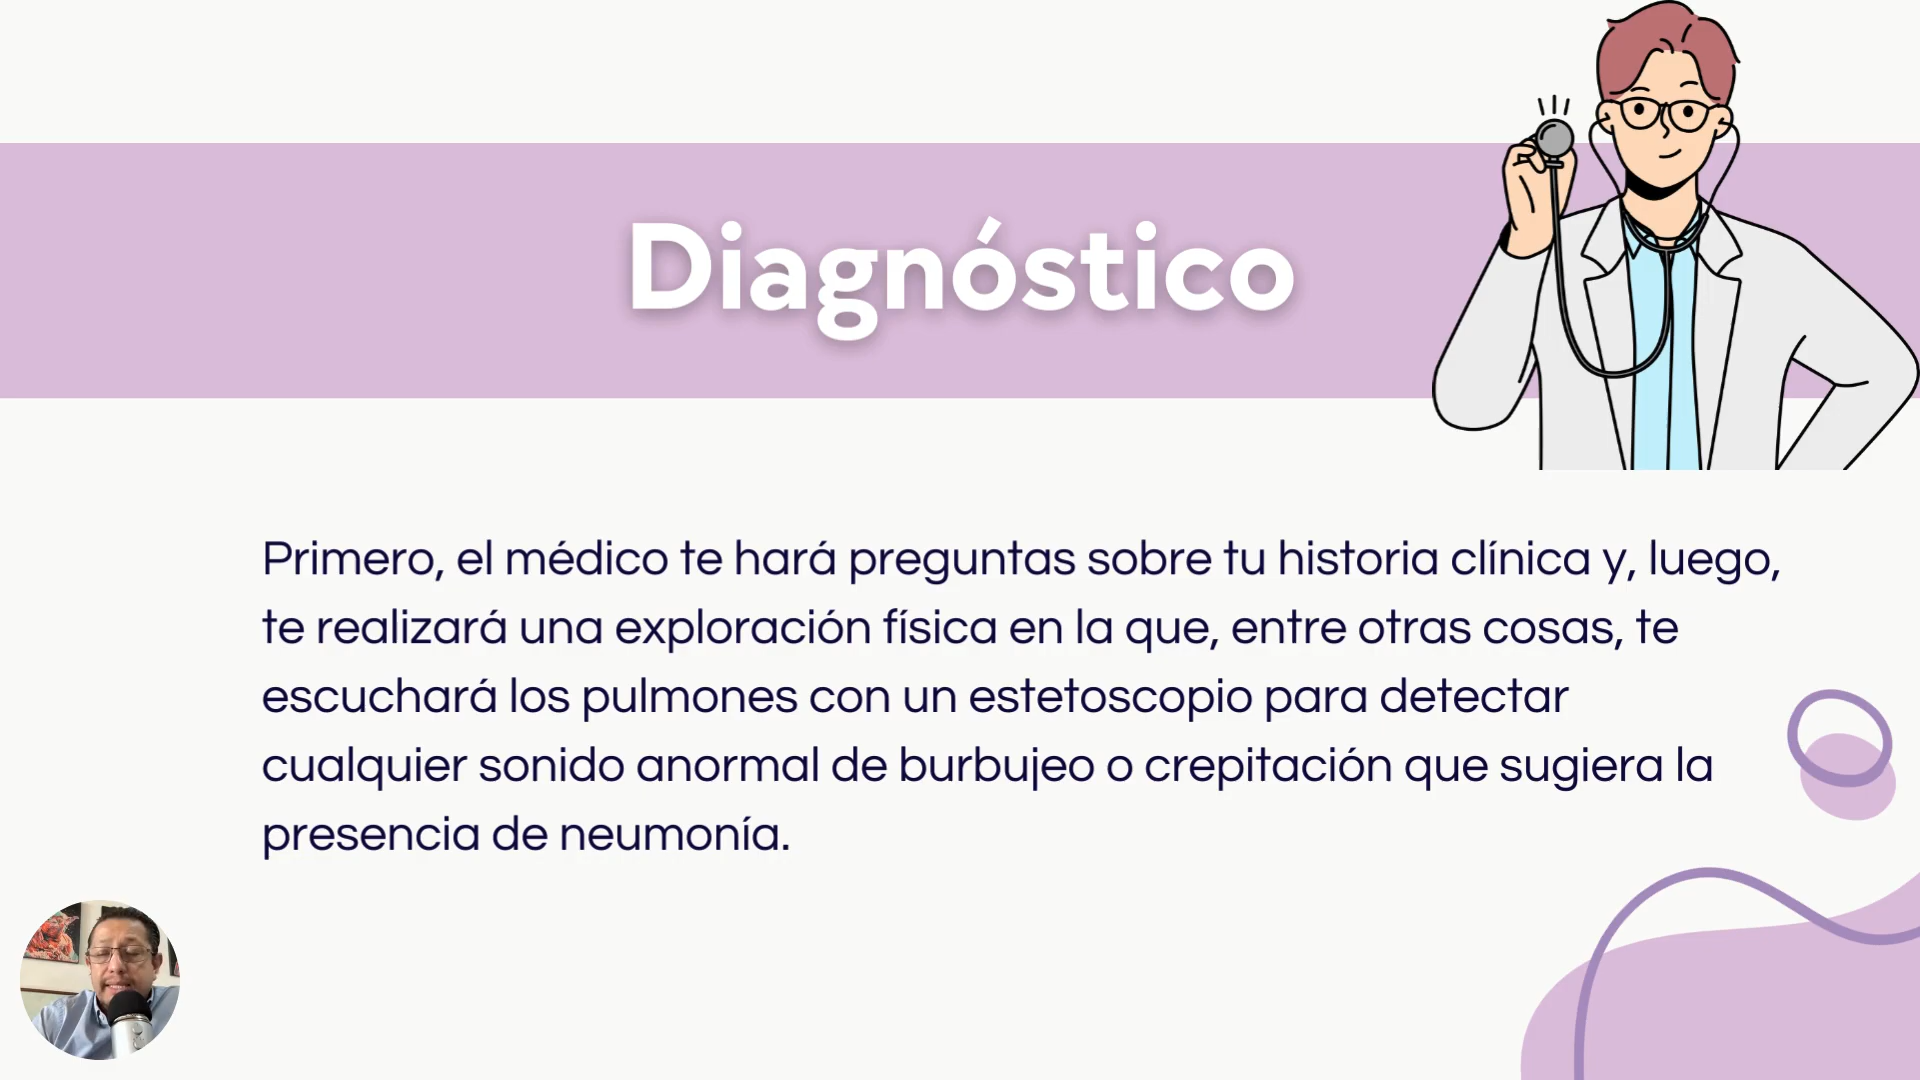 Diagnóstico
Primero, el médico te hará preguntas sobre tu historia clínica y, luego,
te realizará una exploración física en la que, entre otras cosas, te
escuchará los pulmones con un estetoscopio para detectar
cualquier sonido anormal de burbujeo o crepitación que sugiera la
presencia de neumonía.